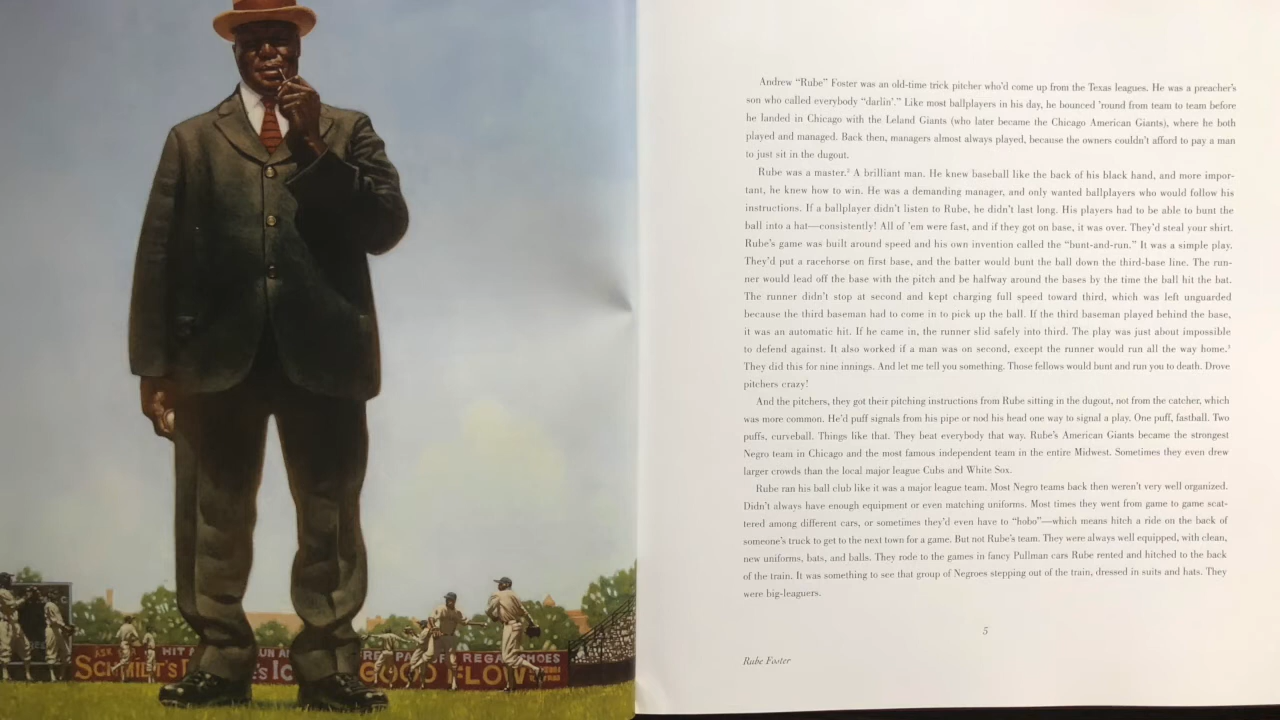 ASK
HIT A
UN AN
FREE PA
REGA
SHOES
SCHMIDT'S
GOOD FLOW
Andrew “Rube” Foster was an old-time trick pitcher who'd come up from the Texas leagues. He was a preacher's
son who called everybody “darlin'.” Like most ballplayers in his day, he bounced 'round from team to team before
he landed in Chicago with the Leland Giants (who later became the Chicago American Giants), where he both
played and managed. Back then, managers almost always played, because the owners couldn't afford to pay a man
to just sit in the dugout.
Rube was a master.² A brilliant man. He knew baseball like the back of his black hand, and more impor-
tant, he knew how to win. He was a demanding manager, and only wanted ballplayers who would follow his
instructions. If a ballplayer didn't listen to Rube, he didn't last long. His players had to be able to bunt the
ball into a hat—consistently! All of 'em were fast, and if they got on base, it was over. They'd steal your shirt.
Rube's game was built around speed and his own invention called the “bunt-and-run.” It was a simple play.
They'd put a racehorse on first base, and the batter would bunt the ball down the third-base line. The run-
ner would lead off the base with the pitch and be halfway around the bases by the time the ball hit the bat.
The runner didn't stop at second and kept charging full speed toward third, which was left unguarded
because the third baseman had to come in to pick up the ball. If the third baseman played behind the base,
it was an automatic hit. If he came in, the runner slid safely into third. The play was just about impossible
to defend against. It also worked if a man was on second, except the runner would run all the way home.³
They did this for nine innings. And let me tell you something. Those fellows would bunt and run you to death. Drove
pitchers crazy!
And the pitchers, they got their pitching instructions from Rube sitting in the dugout, not from the catcher, which
was more common. He'd puff signals from his pipe or nod his head one way to signal a play. One puff, fastball. Two
puffs, curveball. Things like that. They beat everybody that way. Rube's American Giants became the strongest
Negro team in Chicago and the most famous independent team in the entire Midwest. Sometimes they even drew
larger crowds than the local major league Cubs and White Sox.
Rube ran his ball club like it was a major league team. Most Negro teams back then weren't very well organized.
Didn't always have enough equipment or even matching uniforms. Most times they went from game to game scat-
tered among different cars, or sometimes they'd even have to “hobo”—which means hitch a ride on the back of
someone's truck to get to the next town for a game. But not Rube's team. They were always well equipped, with clean,
new uniforms, bats, and balls. They rode to the games in fancy Pullman cars Rube rented and hitched to the back
of the train. It was something to see that group of Negroes stepping out of the train, dressed in suits and hats. They
were big-leaguers.
5
Rube Foster